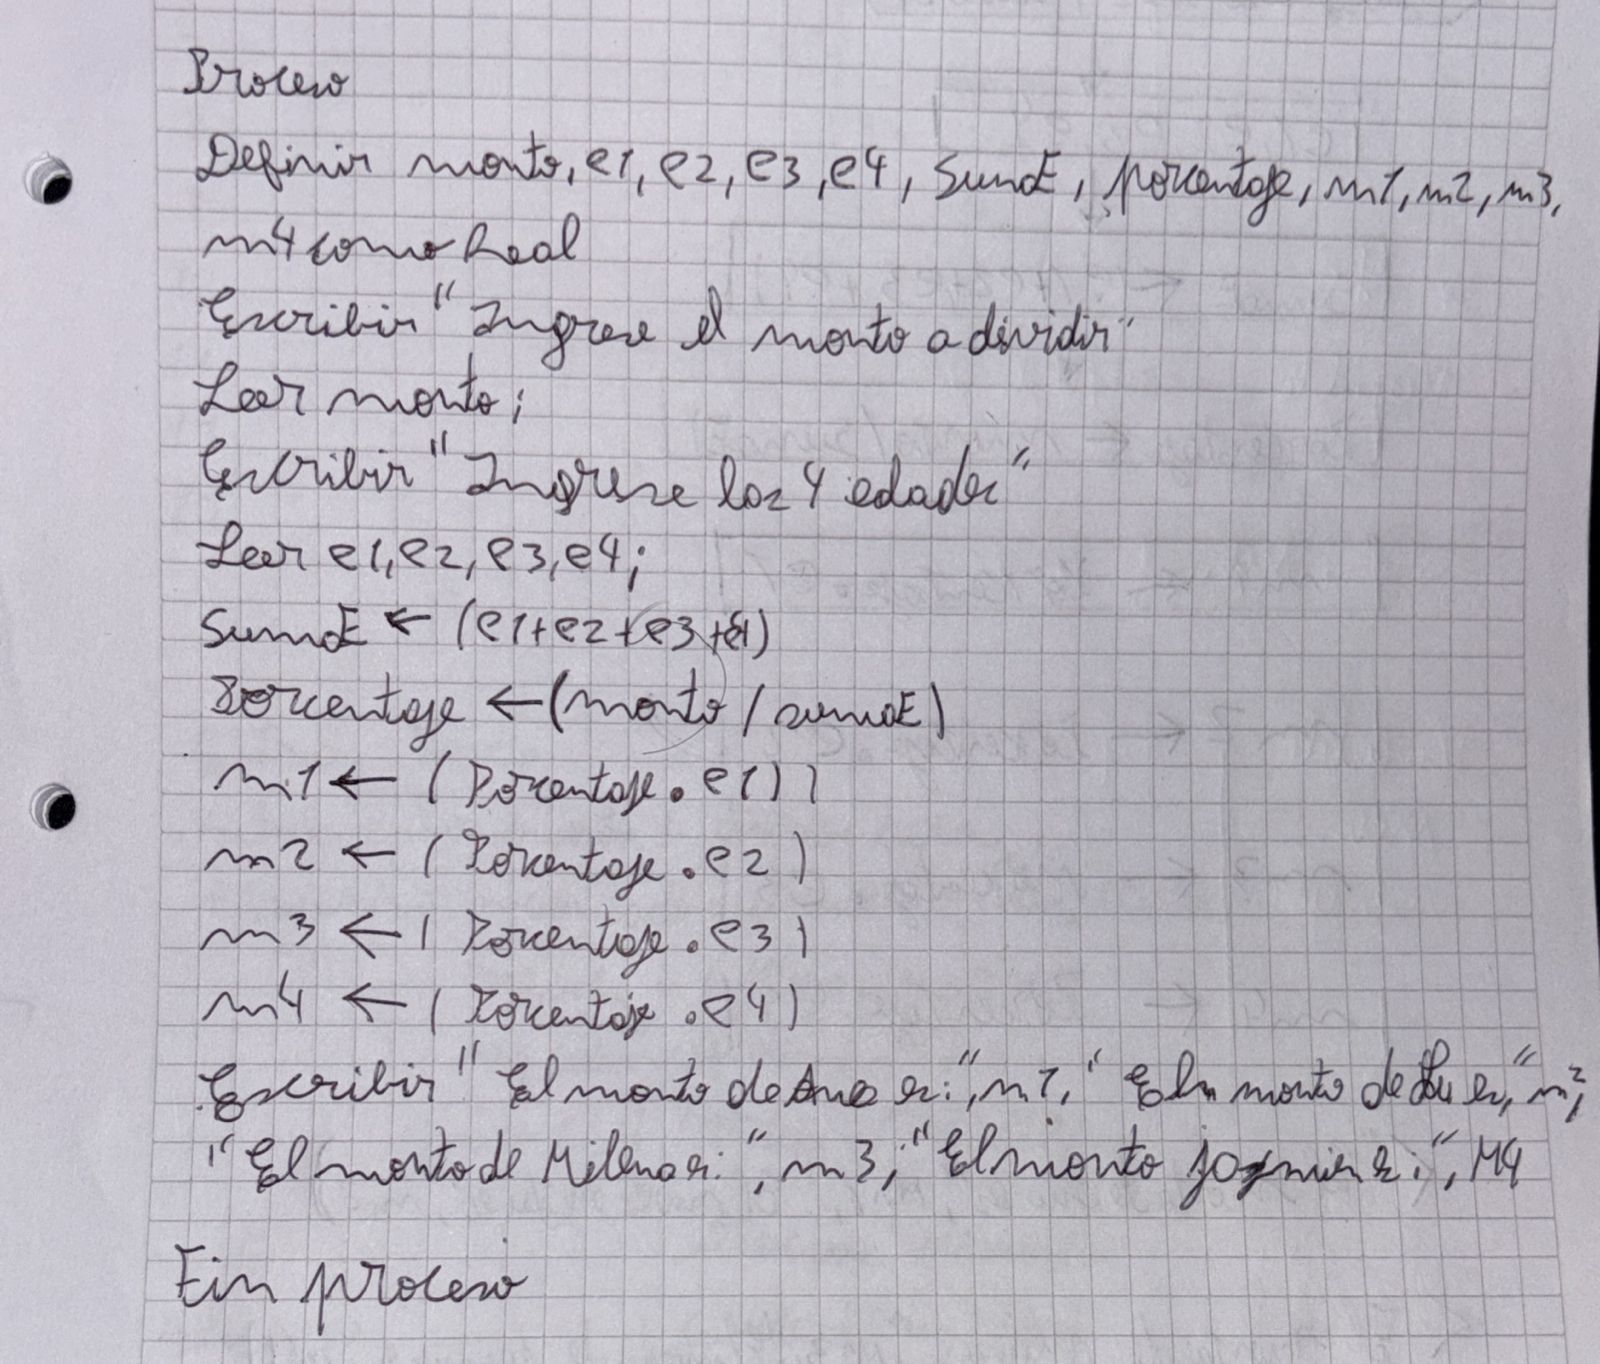 Proceso
Definir monto, e1, e2, e3, e4, SumaE, porcentaje, m1, m2, m3,
m4 como Real
Escribir "Ingrese el monto a dividir"
Leer monto;
Escribir "Ingrese las 4 edades"
Leer e1, e2, e3, e4;
SumaE ← (e1+e2+e3+e4)
Porcentaje ← (monto / sumaE)
m1 ← (Porcentaje . e1))
m2 ← (Porcentaje . e2)
m3 ← (Porcentaje . e3)
m4 ← (Porcentaje . e4)
Escribir "El monto de Ana es:", m1, "El monto de Lu es,", m2,
"El monto de Milena es:", m3, "El monto Jazmin es:", M4
Fin proceso